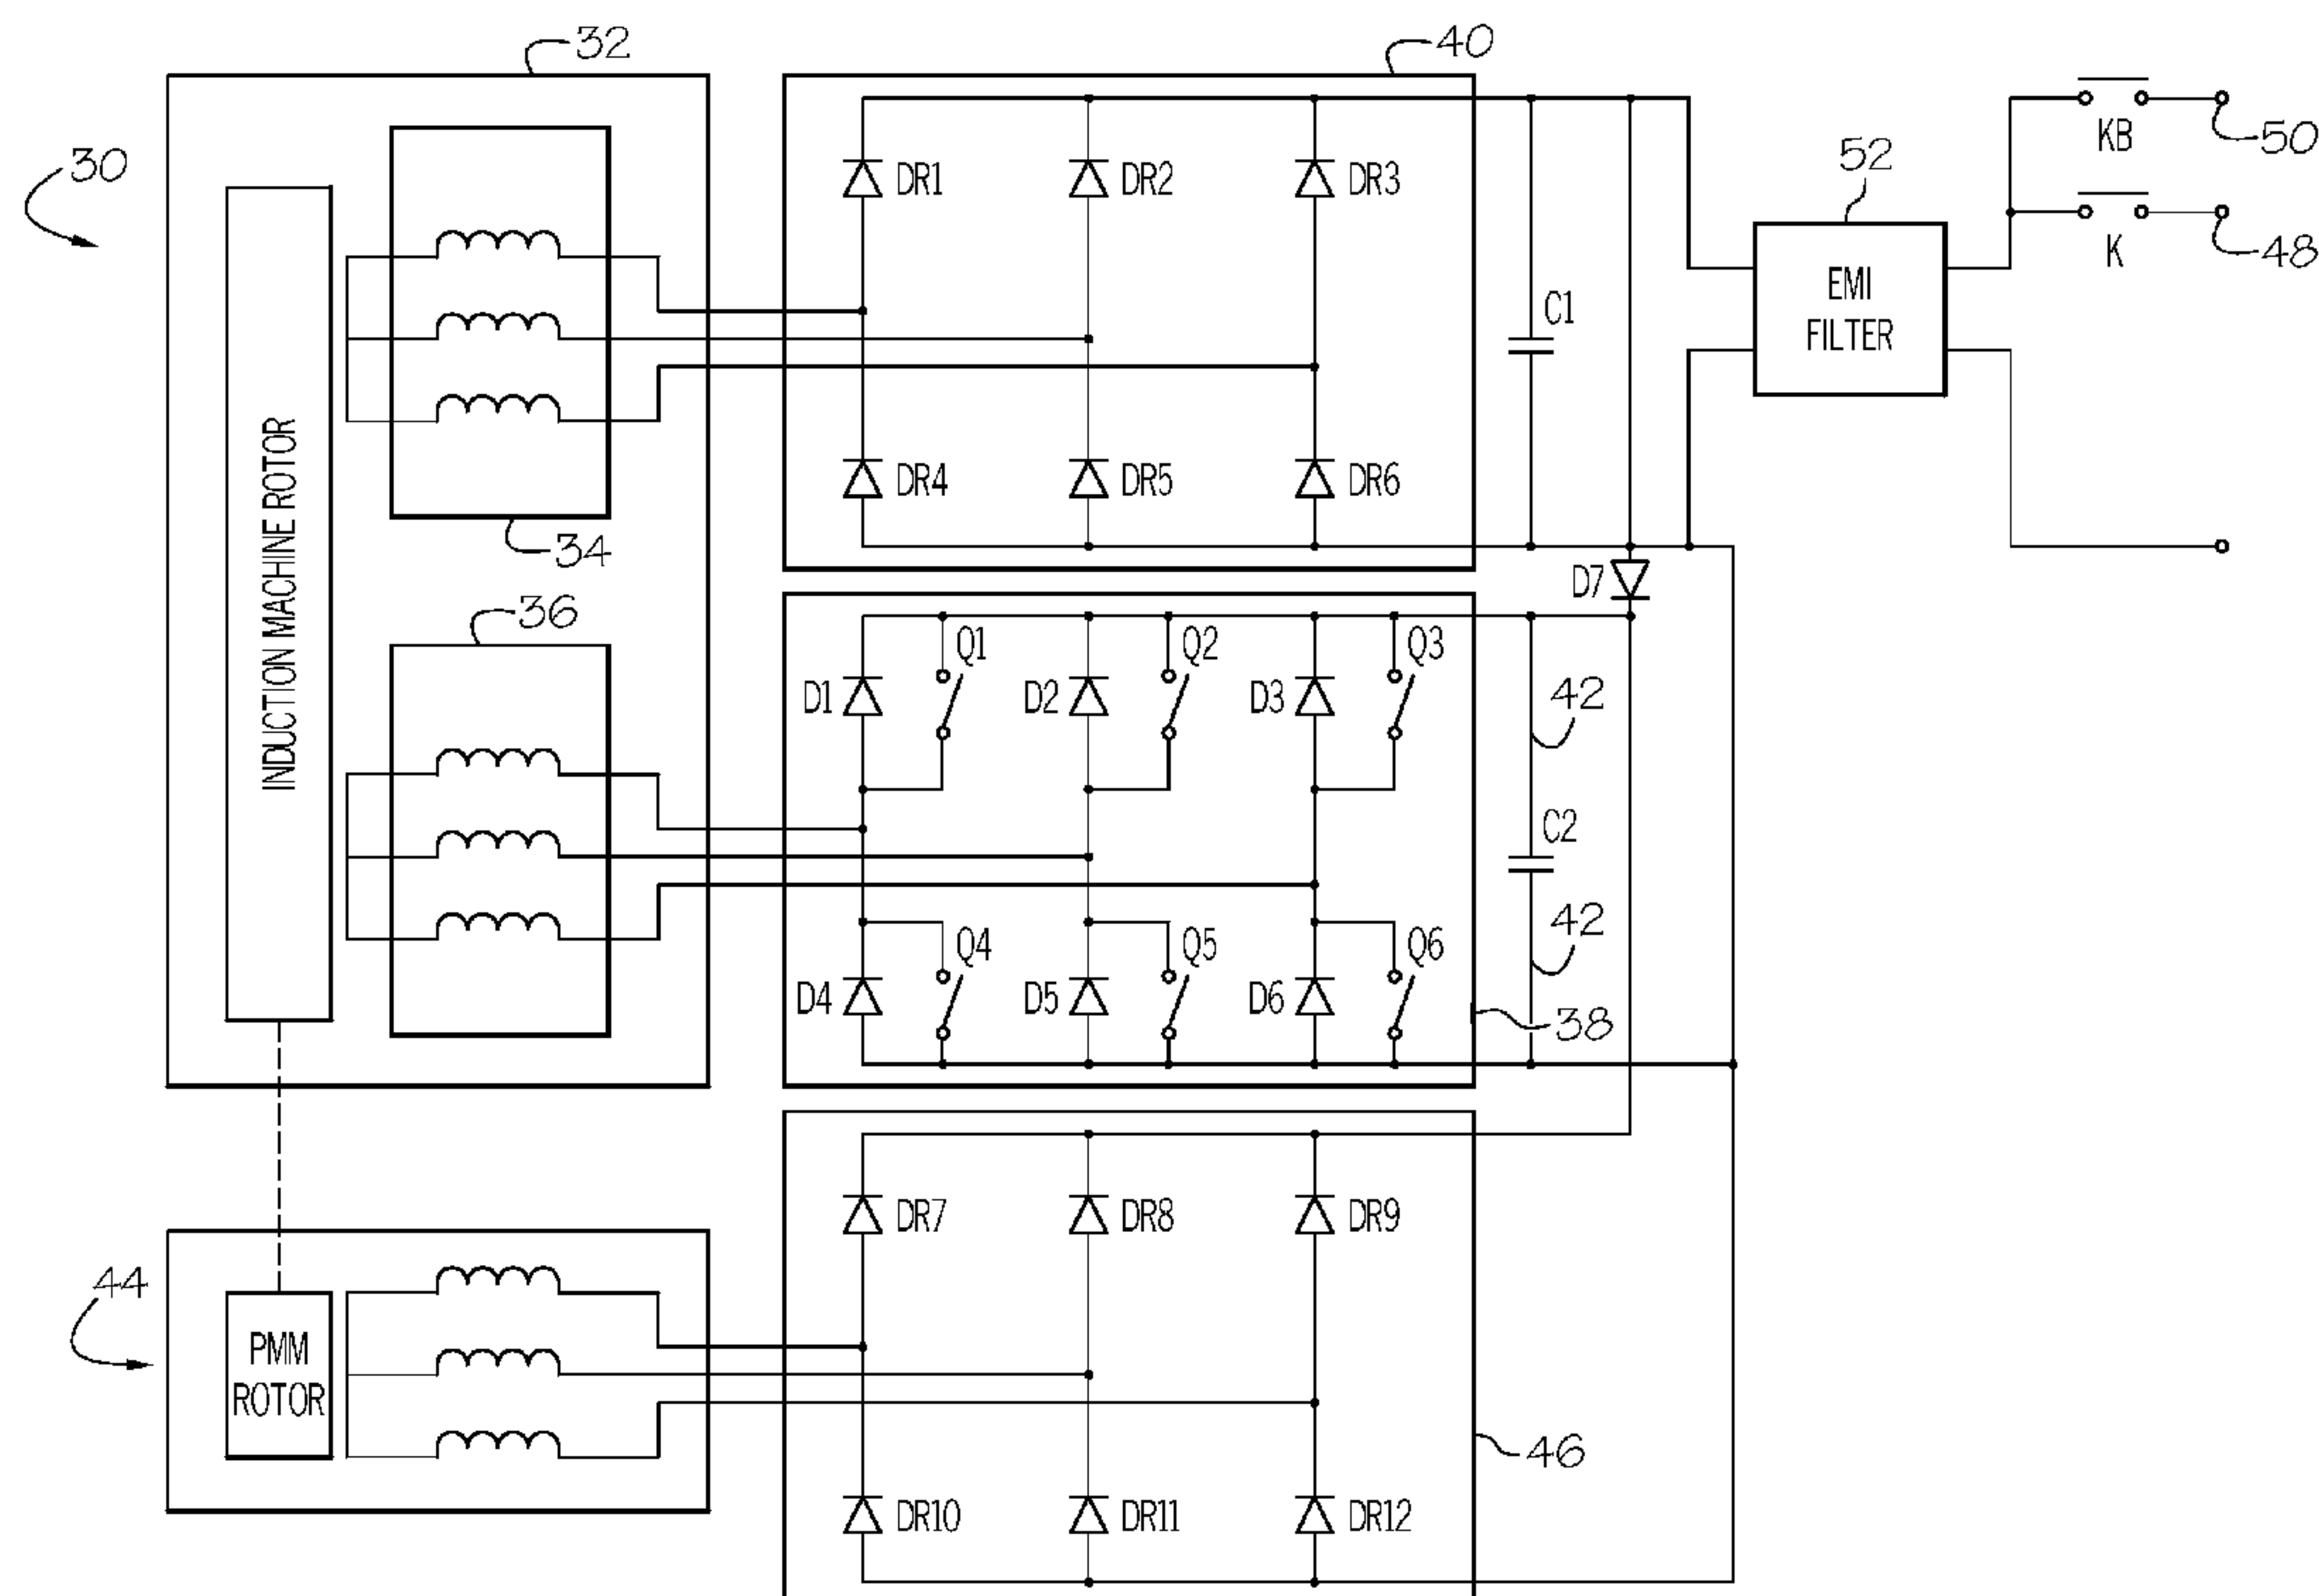 32
40
30
KB
50
52
DR1
DR2
DR3
K
48
EMI
FILTER
C1
INDUCTION MACHINE ROTOR
DR4
DR5
DR6
34
D7
36
Q1
Q2
Q3
D1
D2
D3
42
C2
42
Q4
Q5
Q6
D4
D5
D6
38
DR7
DR8
DR9
44
PMM
ROTOR
46
DR10
DR11
DR12